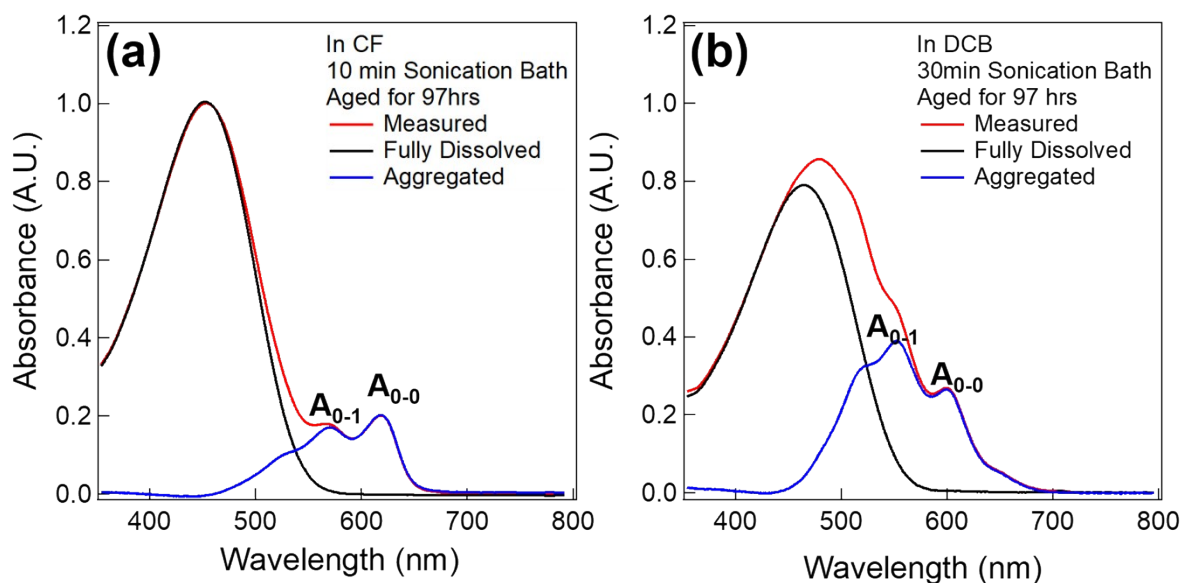 (a)
In CF
10 min Sonication Bath
Aged for 97hrs
Measured
Fully Dissolved
Aggregated
A0-1
A0-0
1.2
1.0
0.8
0.6
0.4
0.2
0.0
Absorbance (A.U.)
400 500 600 700 800
Wavelength (nm)
(b)
In DCB
30min Sonication Bath
Aged for 97 hrs
Measured
Fully Dissolved
Aggregated
A0-1
A0-0
1.2
1.0
0.8
0.6
0.4
0.2
0.0
Absorbance (A.U.)
400 500 600 700 800
Wavelength (nm)